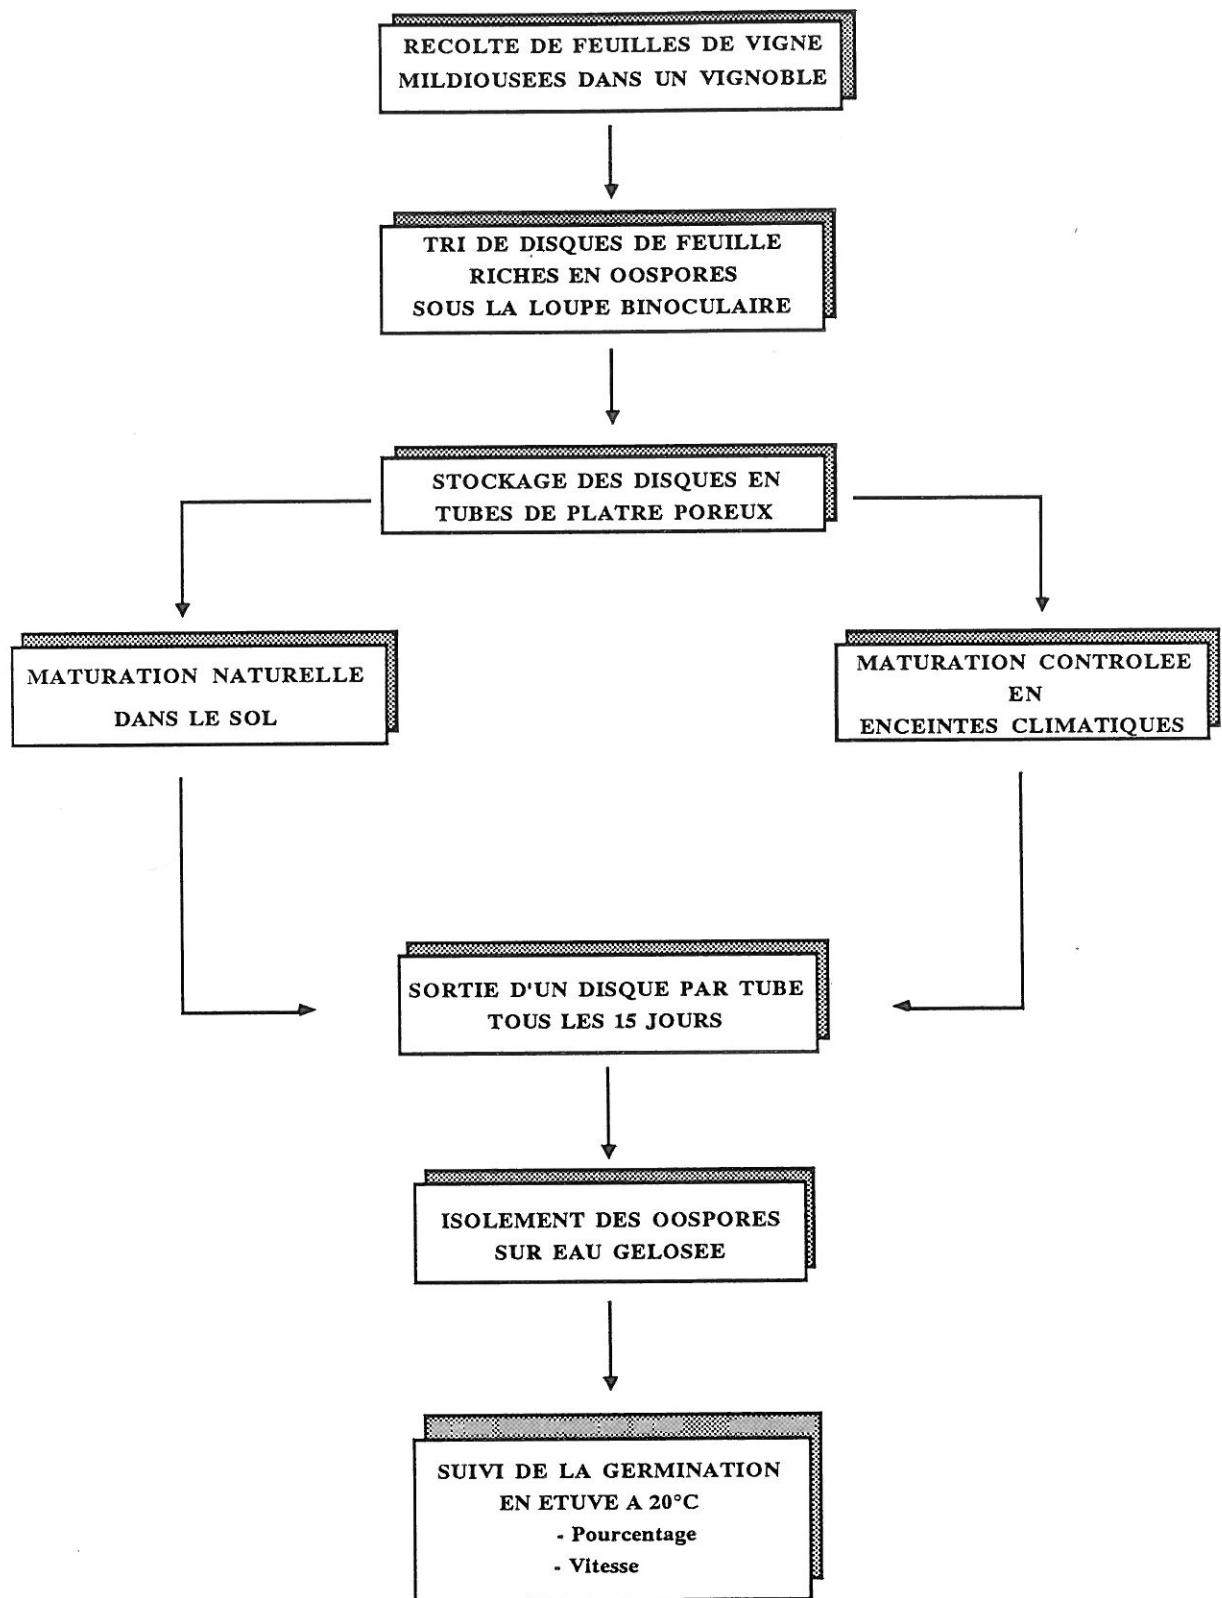 RECOLTE DE FEUILLES DE VIGNE
MILDIOUSEES DANS UN VIGNOBLE
TRI DE DISQUES DE FEUILLE
RICHES EN OOSPORES
SOUS LA LOUPE BINOCULAIRE
STOCKAGE DES DISQUES EN
TUBES DE PLATRE POREUX
MATURATION NATURELLE
DANS LE SOL
MATURATION CONTROLEE
EN
ENCEINTES CLIMATIQUES
SORTIE D'UN DISQUE PAR TUBE
TOUS LES 15 JOURS
ISOLEMENT DES OOSPORES
SUR EAU GELOSEE
SUIVI DE LA GERMINATION
EN ETUVE A 20°C
- Pourcentage
- Vitesse